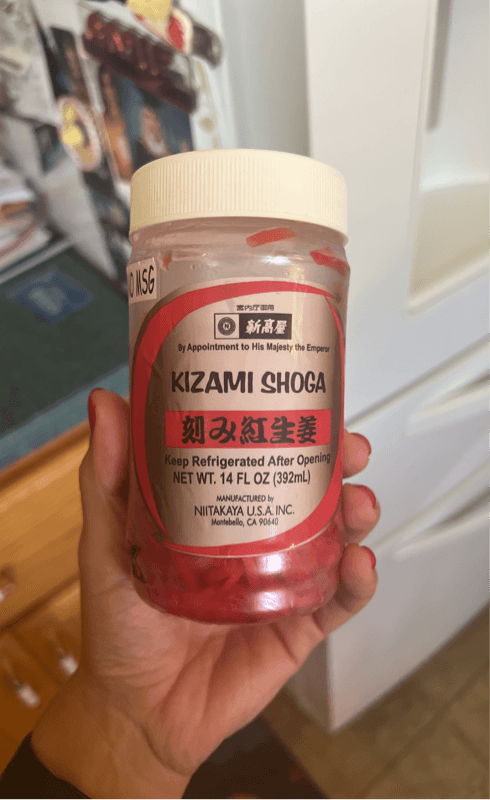 O MSG
宮内庁御用
N 新高屋
By Appointment to His Majesty the Emperor
KIZAMI SHOGA
刻み紅生姜
Keep Refrigerated After Opening
NET WT. 14 FL OZ (392mL)
MANUFACTURED by
NIITAKAYA U.S.A. INC.
Montebello, CA 90640